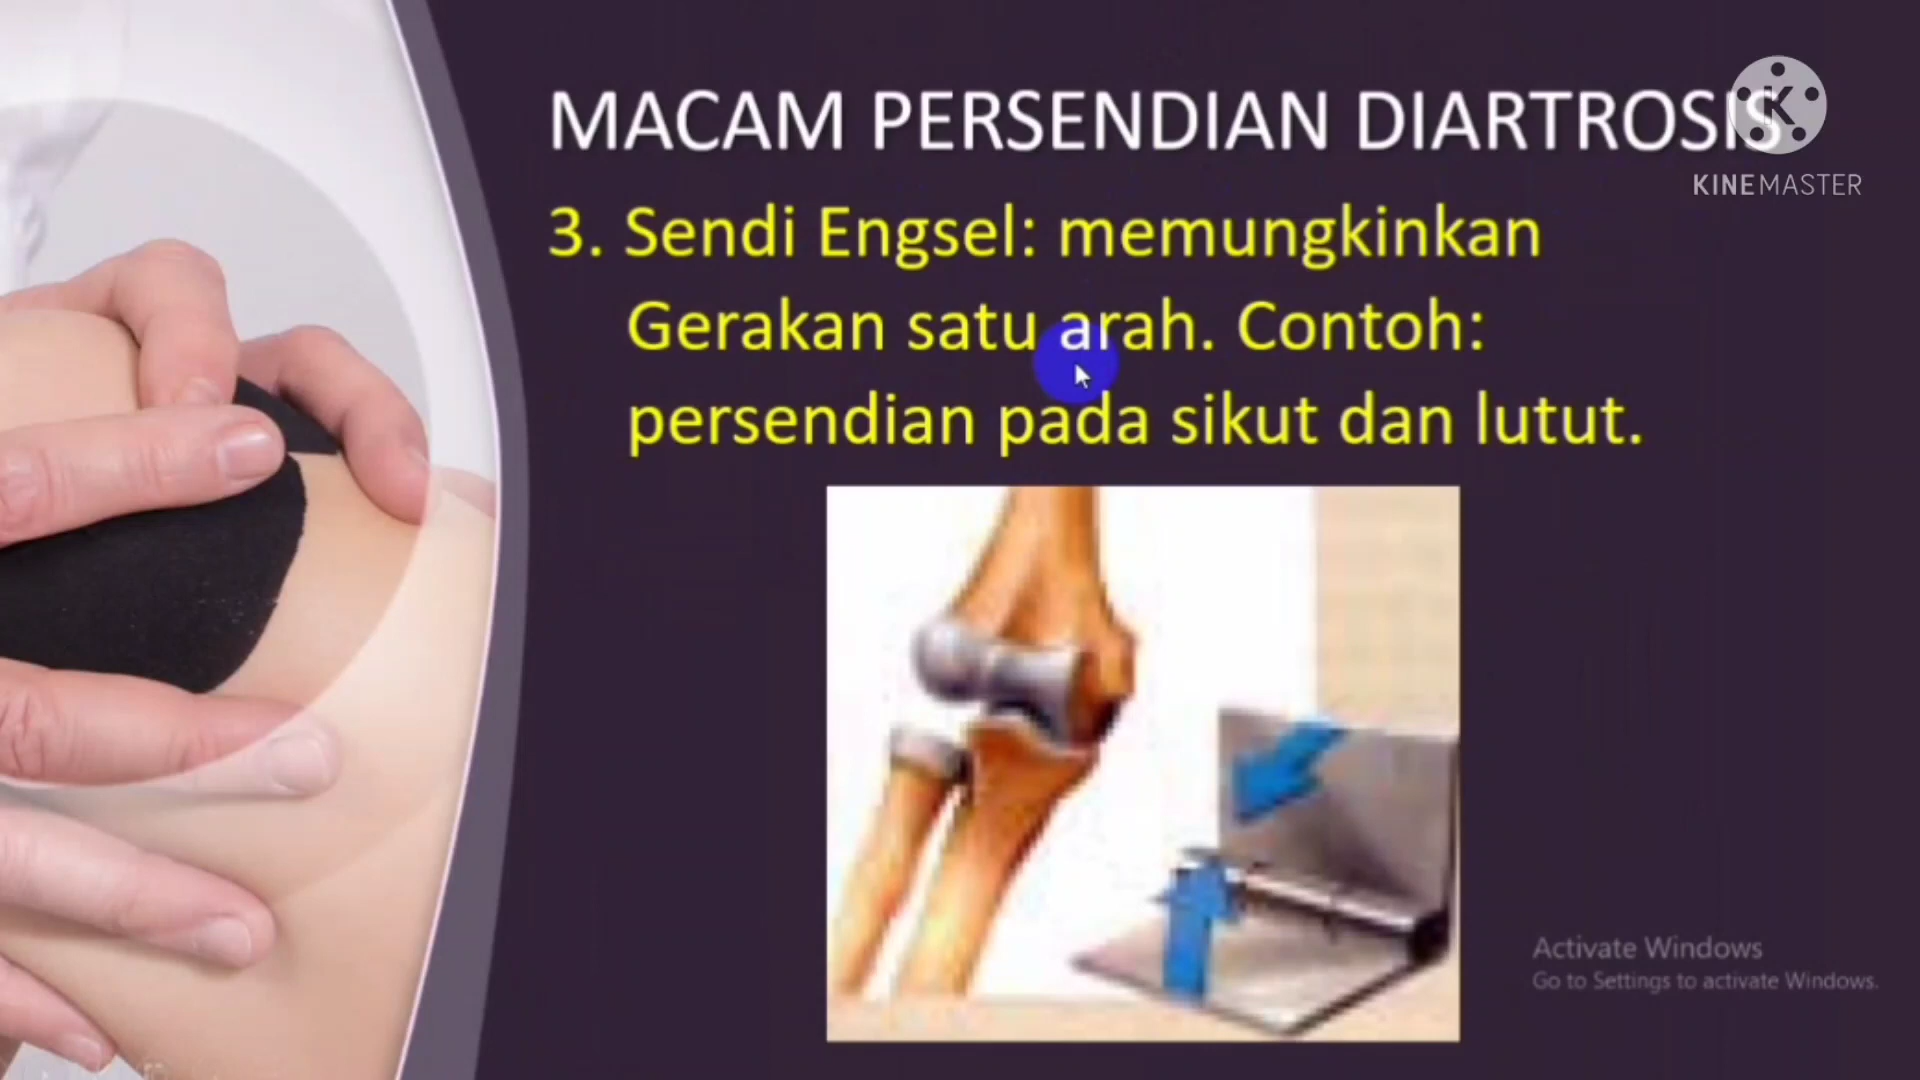 MACAM PERSENDIAN DIARTROSIS
KINEMASTER
3. Sendi Engsel: memungkinkan
Gerakan satu arah. Contoh:
persendian pada sikut dan lutut.
Activate Windows
Go to Settings to activate Windows.